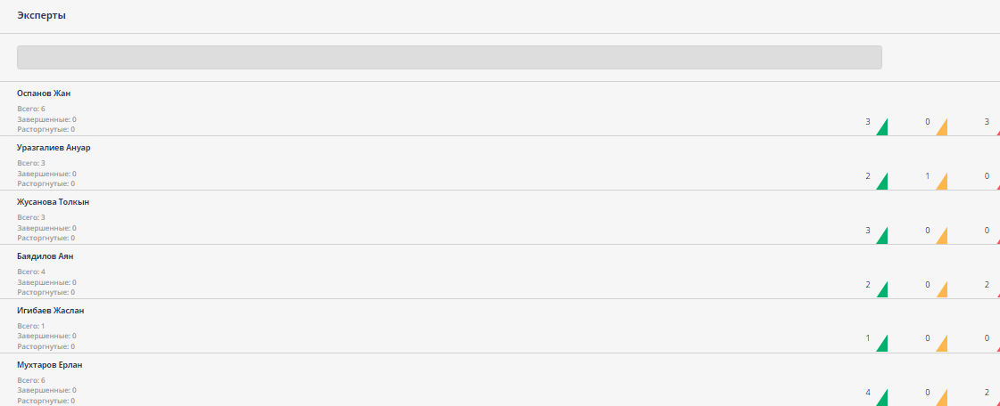 Эксперты
Оспанов Жан
Всего: 6
Завершенные: 0
Расторгнутые: 0
3 0 3
Уразгалиев Ануар
Всего: 3
Завершенные: 0
Расторгнутые: 0
2 1 0
Жусанова Толкын
Всего: 3
Завершенные: 0
Расторгнутые: 0
3 0 0
Баядилов Аян
Всего: 4
Завершенные: 0
Расторгнутые: 0
2 0 2
Игибаев Жаслан
Всего: 1
Завершенные: 0
Расторгнутые: 0
1 0 0
Мухтаров Ерлан
Всего: 6
Завершенные: 0
Расторгнутые: 0
4 0 2